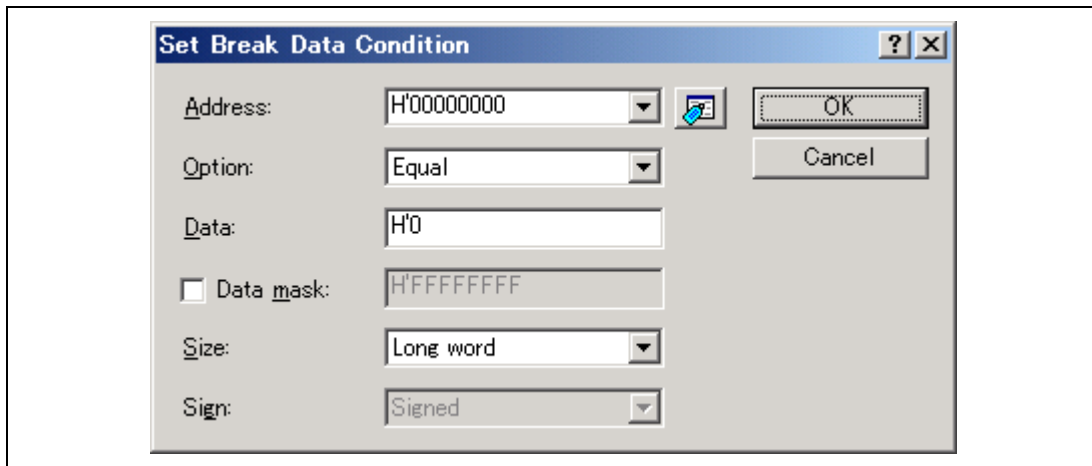 Set Break Data Condition
Address: H'00000000 OK
Option: Equal Cancel
Data: H'0
Data mask: H'FFFFFFFF
Size: Long word
Sign: Signed